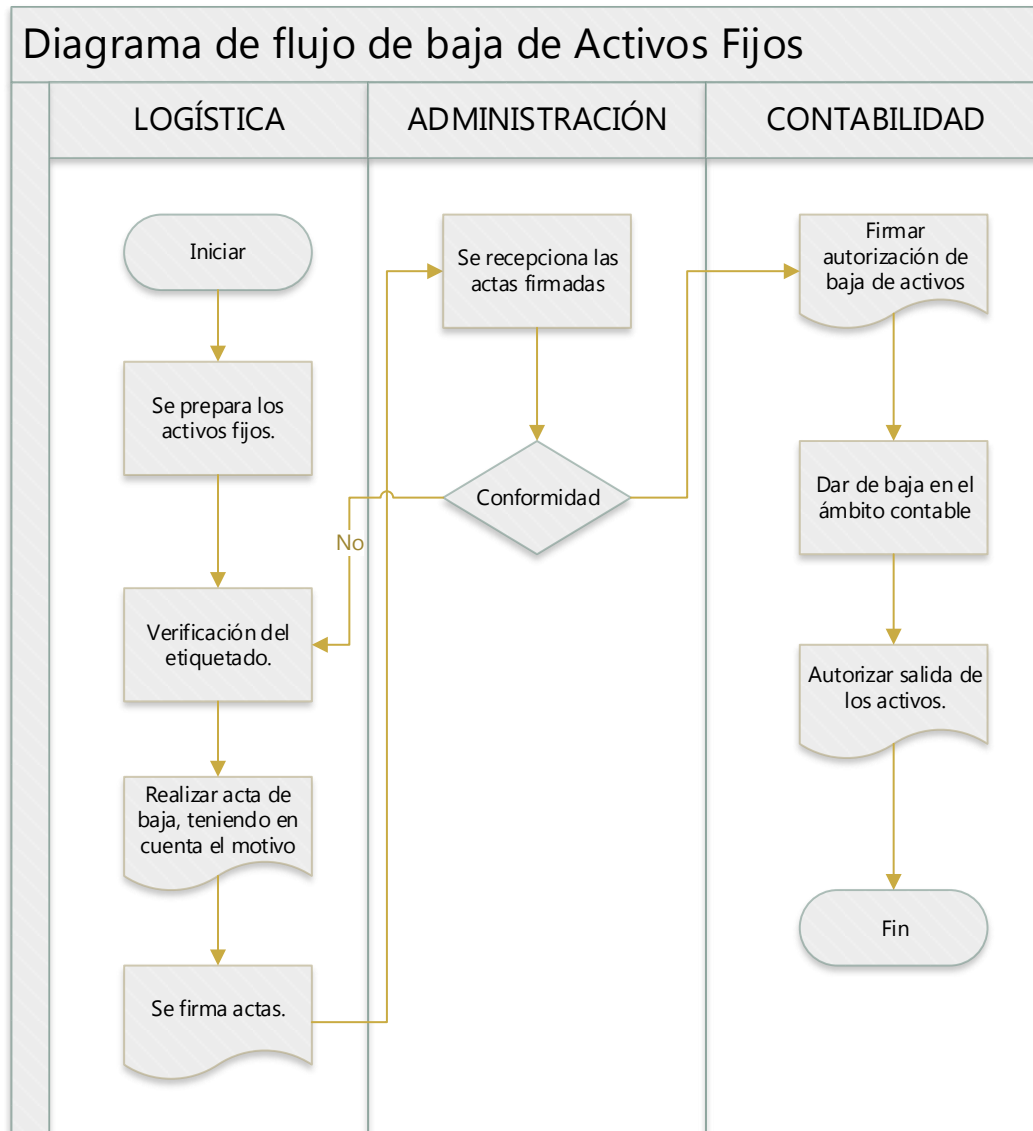 Diagrama de flujo de baja de Activos Fijos
LOGÍSTICA
ADMINISTRACIÓN
CONTABILIDAD
Iniciar
Se prepara los
activos fijos.
Verificación del
etiquetado.
Realizar acta de
baja, teniendo en
cuenta el motivo
Se firma actas.
Se recepciona las
actas firmadas
Conformidad
No
Firmar
autorización de
baja de activos
Dar de baja en el
ámbito contable
Autorizar salida de
los activos.
Fin